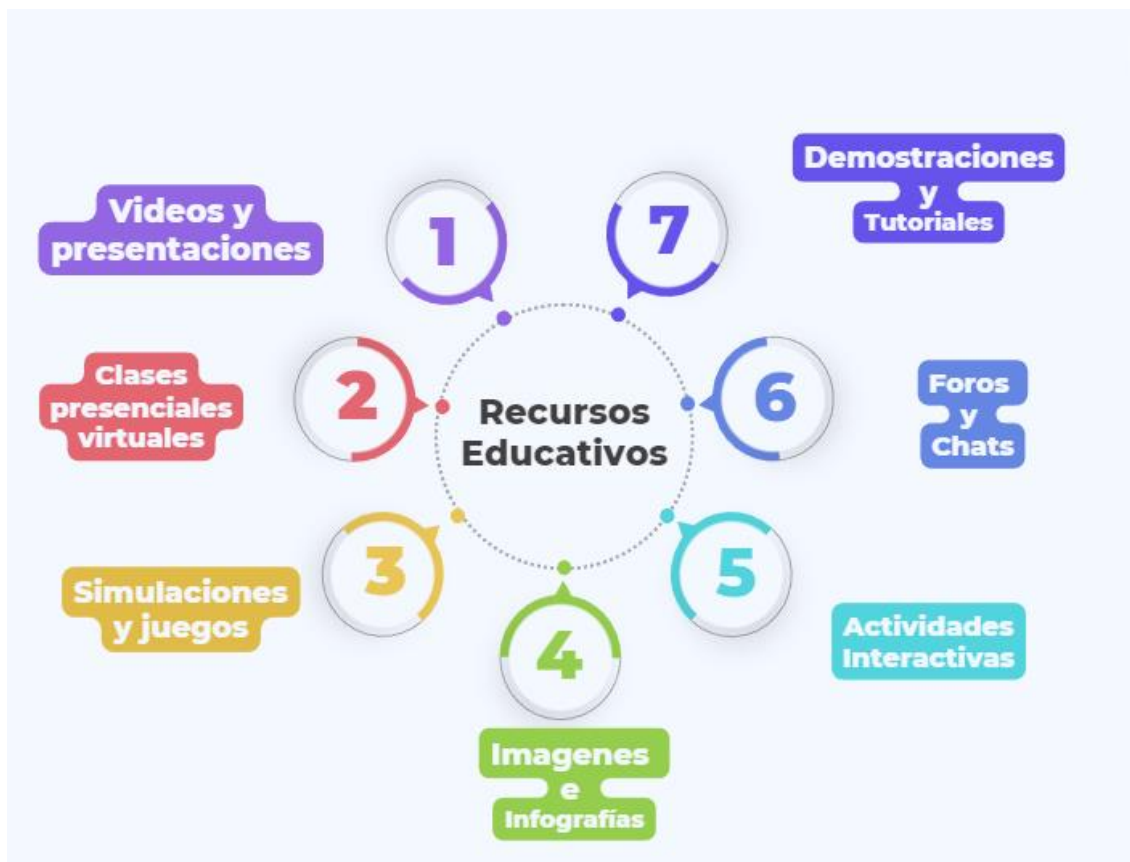 Recursos
Educativos
1
Videos y
presentaciones
2
Clases
presenciales
virtuales
3
Simulaciones
y juegos
4
Imagenes
e
Infografías
5
Actividades
Interactivas
6
Foros
y
Chats
7
Demostraciones
y
Tutoriales